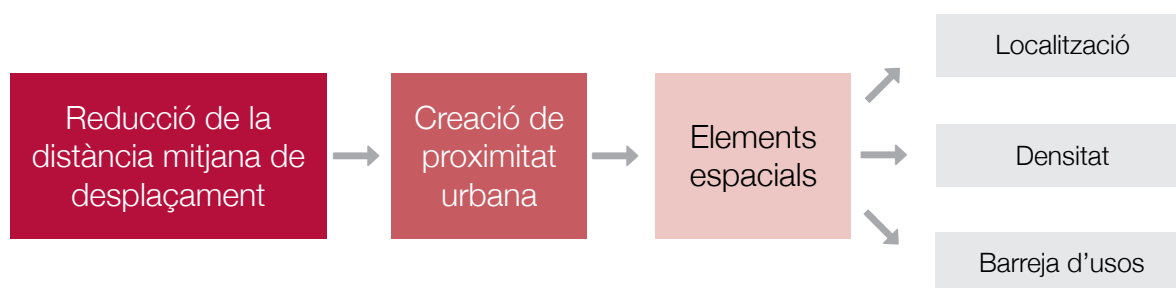 Reducció de la
distància mitjana de
desplaçament
Creació de
proximitat
urbana
Elements
espacials
Localització
Densitat
Barreja d’usos